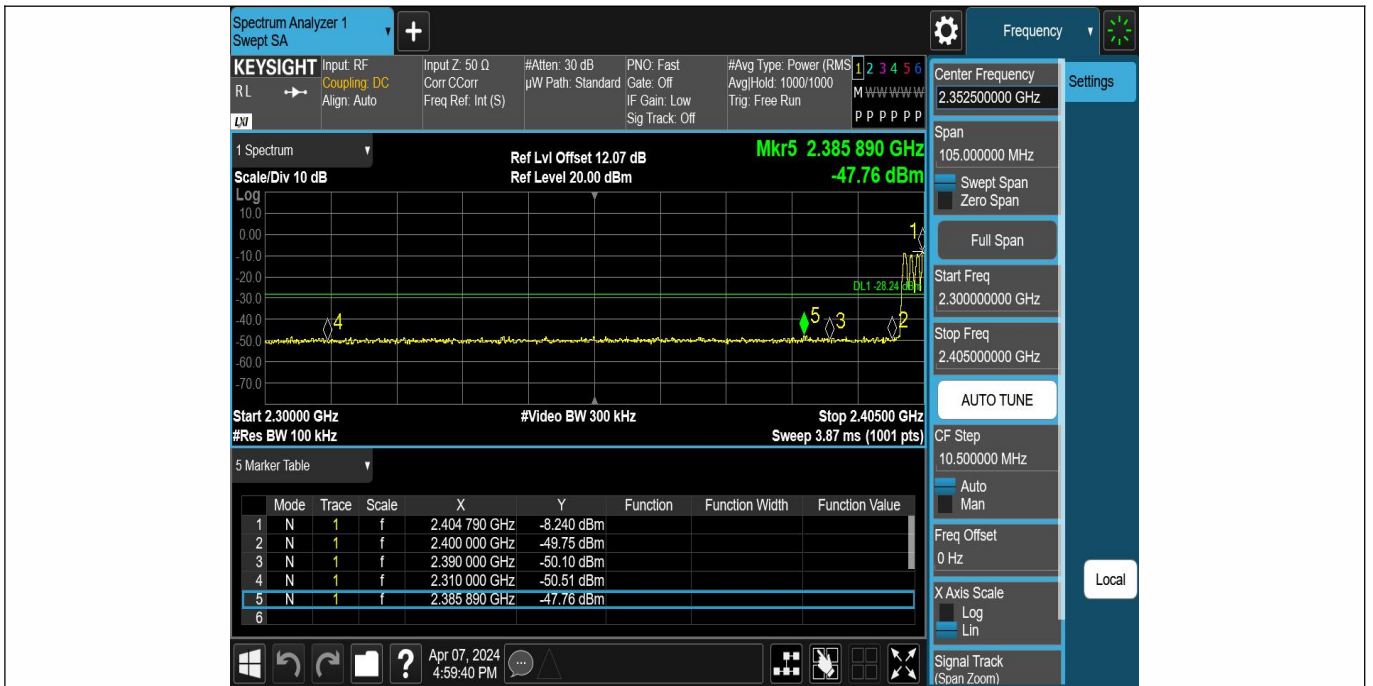 Spectrum Analyzer 1
Swept SA
+
Frequency
KEYSIGHT
RL
LXI
Input: RF
Coupling: DC
Align: Auto
Input Z: 50 Ω
Corr CCorr
Freq Ref: Int (S)
#Atten: 30 dB
µW Path: Standard
PNO: Fast
Gate: Off
IF Gain: Low
Sig Track: Off
#Avg Type: Power (RMS
Avg|Hold: 1000/1000
Trig: Free Run
1 2 3 4 5 6
M W W W W W
P P P P P P
1 Spectrum
Scale/Div 10 dB
Ref Lvl Offset 12.07 dB
Ref Level 20.00 dBm
Mkr5 2.385 890 GHz
-47.76 dBm
Log
10.0
0.00
-10.0
-20.0
-30.0
-40.0
-50.0
-60.0
-70.0
1
DL1 -28.24 dBm
4
5
3
2
Start 2.30000 GHz
#Video BW 300 kHz
Stop 2.40500 GHz
#Res BW 100 kHz
Sweep 3.87 ms (1001 pts)
5 Marker Table
Mode Trace Scale X Y Function Function Width Function Value
1 N 1 f 2.404 790 GHz -8.240 dBm
2 N 1 f 2.400 000 GHz -49.75 dBm
3 N 1 f 2.390 000 GHz -50.10 dBm
4 N 1 f 2.310 000 GHz -50.51 dBm
5 N 1 f 2.385 890 GHz -47.76 dBm
6
?
Apr 07, 2024
4:59:40 PM
Center Frequency
2.352500000 GHz
Settings
Span
105.000000 MHz
Swept Span
Zero Span
Full Span
Start Freq
2.300000000 GHz
Stop Freq
2.405000000 GHz
AUTO TUNE
CF Step
10.500000 MHz
Auto
Man
Freq Offset
0 Hz
Local
X Axis Scale
Log
Lin
Signal Track
(Span Zoom)